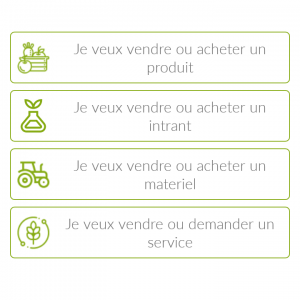 Je veux vendre ou acheter un
produit
Je veux vendre ou acheter un
intrant
Je veux vendre ou acheter un
materiel
Je veux vendre ou demander un
service